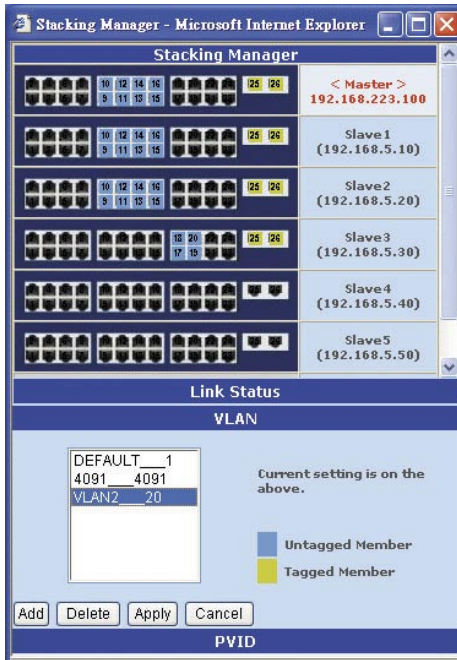 Stacking Manager - Microsoft Internet Explorer
Stacking Manager
10 12 14 16 25 26
9 11 13 15
< Master >
192.168.223.100
10 12 14 16 25 26
9 11 13 15
Slave1
(192.168.5.10)
10 12 14 16 25 26
9 11 13 15
Slave2
(192.168.5.20)
18 20 25 26
17 19
Slave3
(192.168.5.30)
Slave4
(192.168.5.40)
Slave5
(192.168.5.50)
Link Status
VLAN
DEFAULT___1
4091___4091
VLAN2___20
Current setting is on the
above.
Untagged Member
Tagged Member
Add Delete Apply Cancel
PVID